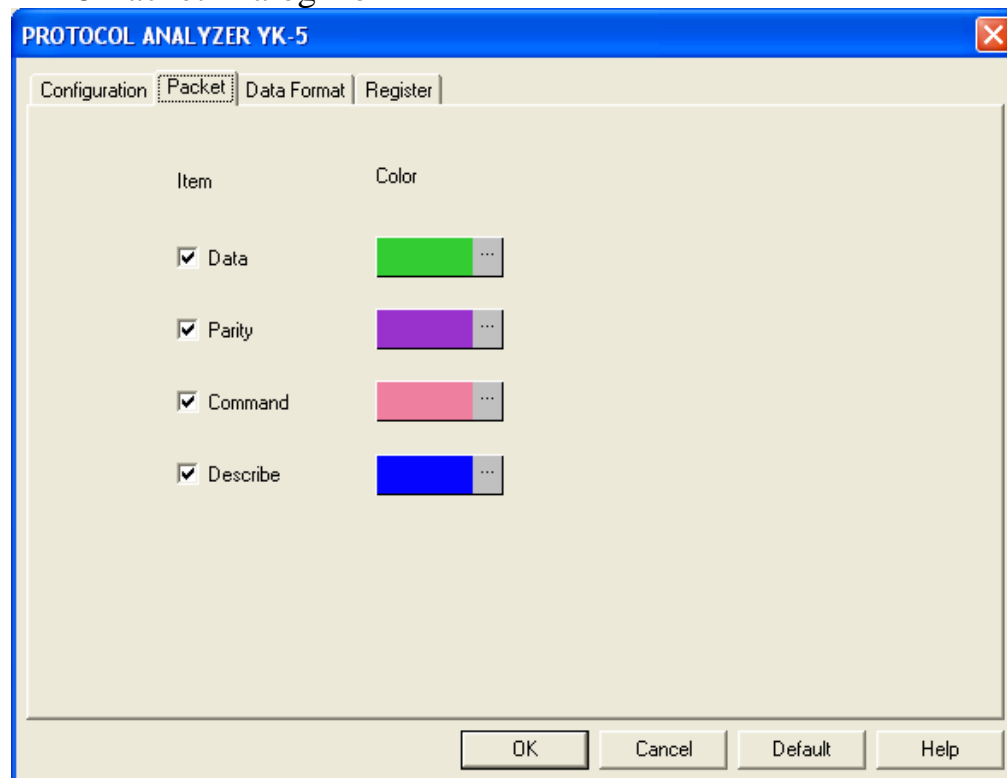 PROTOCOL ANALYZER YK-5
Configuration Packet Data Format Register
Item Color
Data ...
Parity ...
Command ...
Describe ...
OK Cancel Default Help